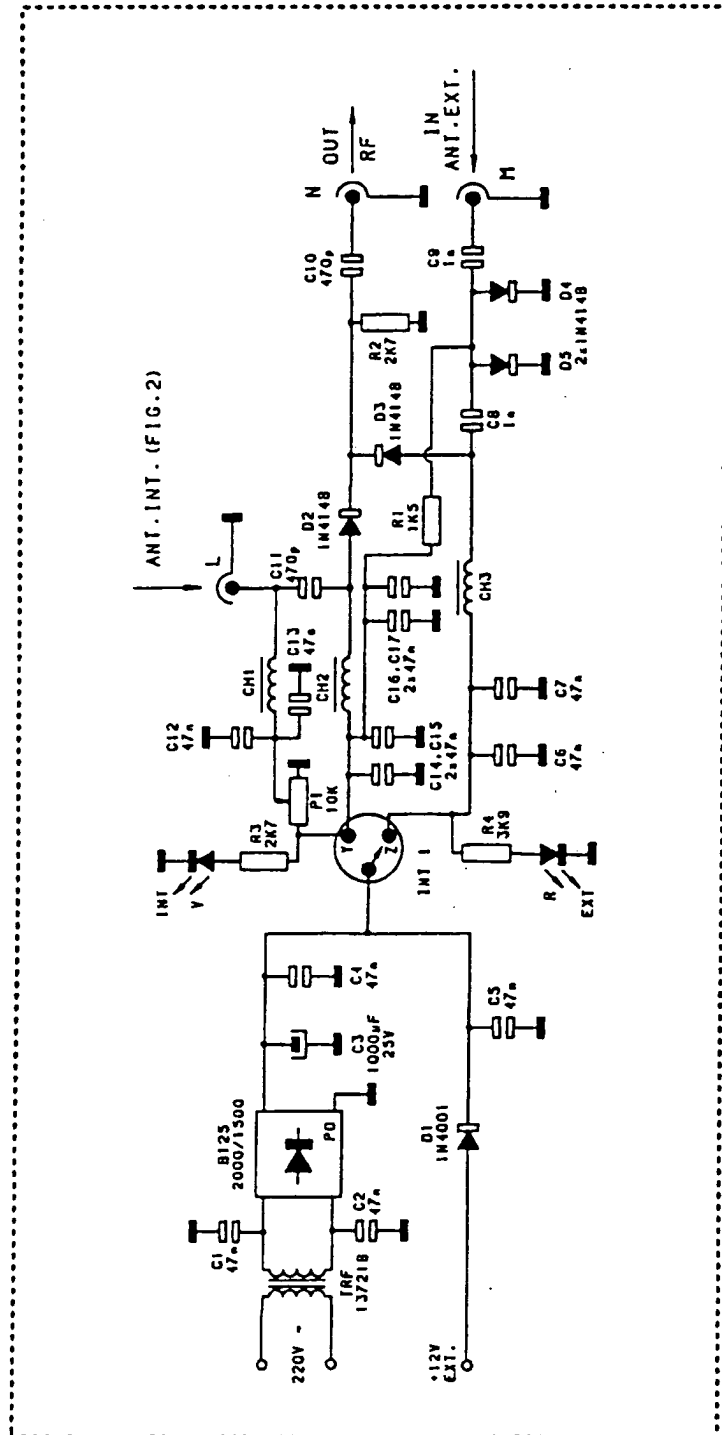 ANT.INT.(FIG.2)
L
C11
470p
C12
47n
CH1
C13
47n
INT
V
R3
2K7
P1
10K
CH2
D2
1N4148
D3
1N4148
C10
470p
N
OUT
RF
R2
2K7
IN
ANT.EXT.
M
C9
1n
D4
D5
2x1N4148
C8
1n
R1
1K5
C16,C17
2x47n
C14,C15
2x47n
CH3
C7
47n
C6
47n
Y
Z
INT 1
R4
3K9
R
EXT
C4
47n
C3
1000uF
25V
B125
2000/1500
PD
C1
47n
C2
47n
TRF
137218
220V ~
C5
47n
D1
1N4001
+12V
EXT.